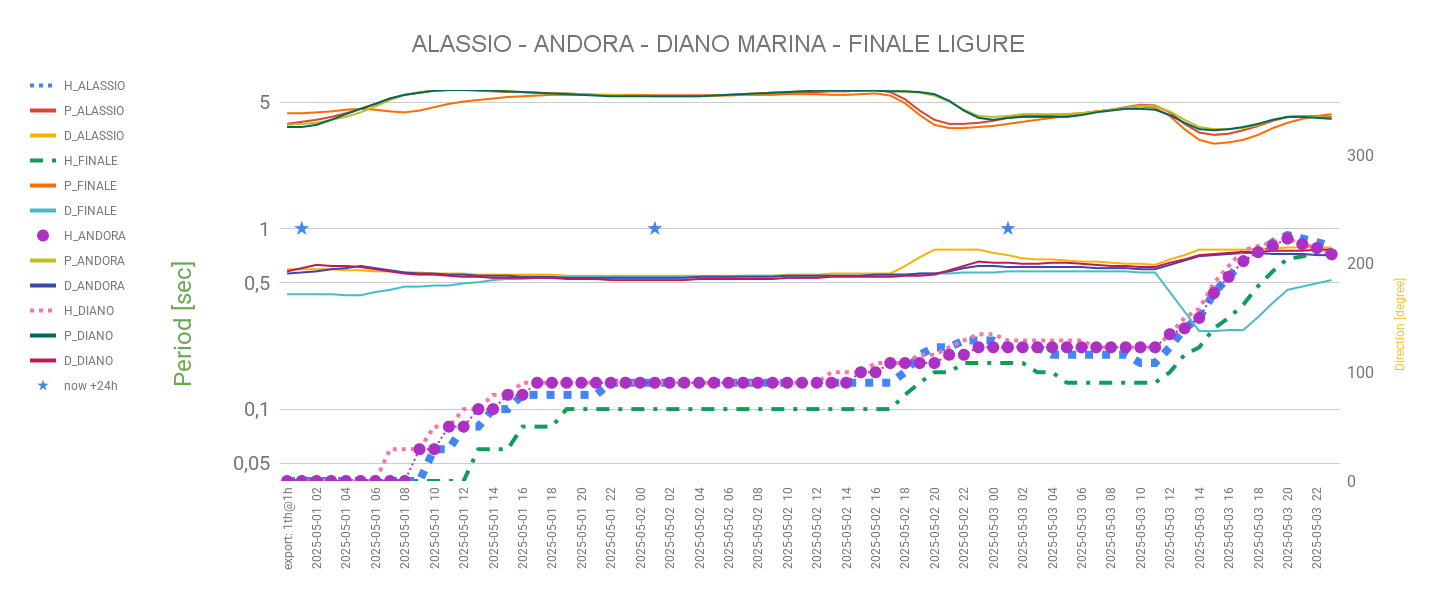 ALASSIO - ANDORA - DIANO MARINA - FINALE LIGURE
H_ALASSIO
P_ALASSIO
D_ALASSIO
H_FINALE
P_FINALE
D_FINALE
H_ANDORA
P_ANDORA
D_ANDORA
H_DIANO
P_DIANO
D_DIANO
now +24h
Period [sec]
5
1
0,5
0,1
0,05
300
200
100
0
Direction [degree]
export: 1th@1h
2025-05-01 02
2025-05-01 04
2025-05-01 06
2025-05-01 08
2025-05-01 10
2025-05-01 12
2025-05-01 14
2025-05-01 16
2025-05-01 18
2025-05-01 20
2025-05-01 22
2025-05-02 00
2025-05-02 02
2025-05-02 04
2025-05-02 06
2025-05-02 08
2025-05-02 10
2025-05-02 12
2025-05-02 14
2025-05-02 16
2025-05-02 18
2025-05-02 20
2025-05-02 22
2025-05-03 00
2025-05-03 02
2025-05-03 04
2025-05-03 06
2025-05-03 08
2025-05-03 10
2025-05-03 12
2025-05-03 14
2025-05-03 16
2025-05-03 18
2025-05-03 20
2025-05-03 22